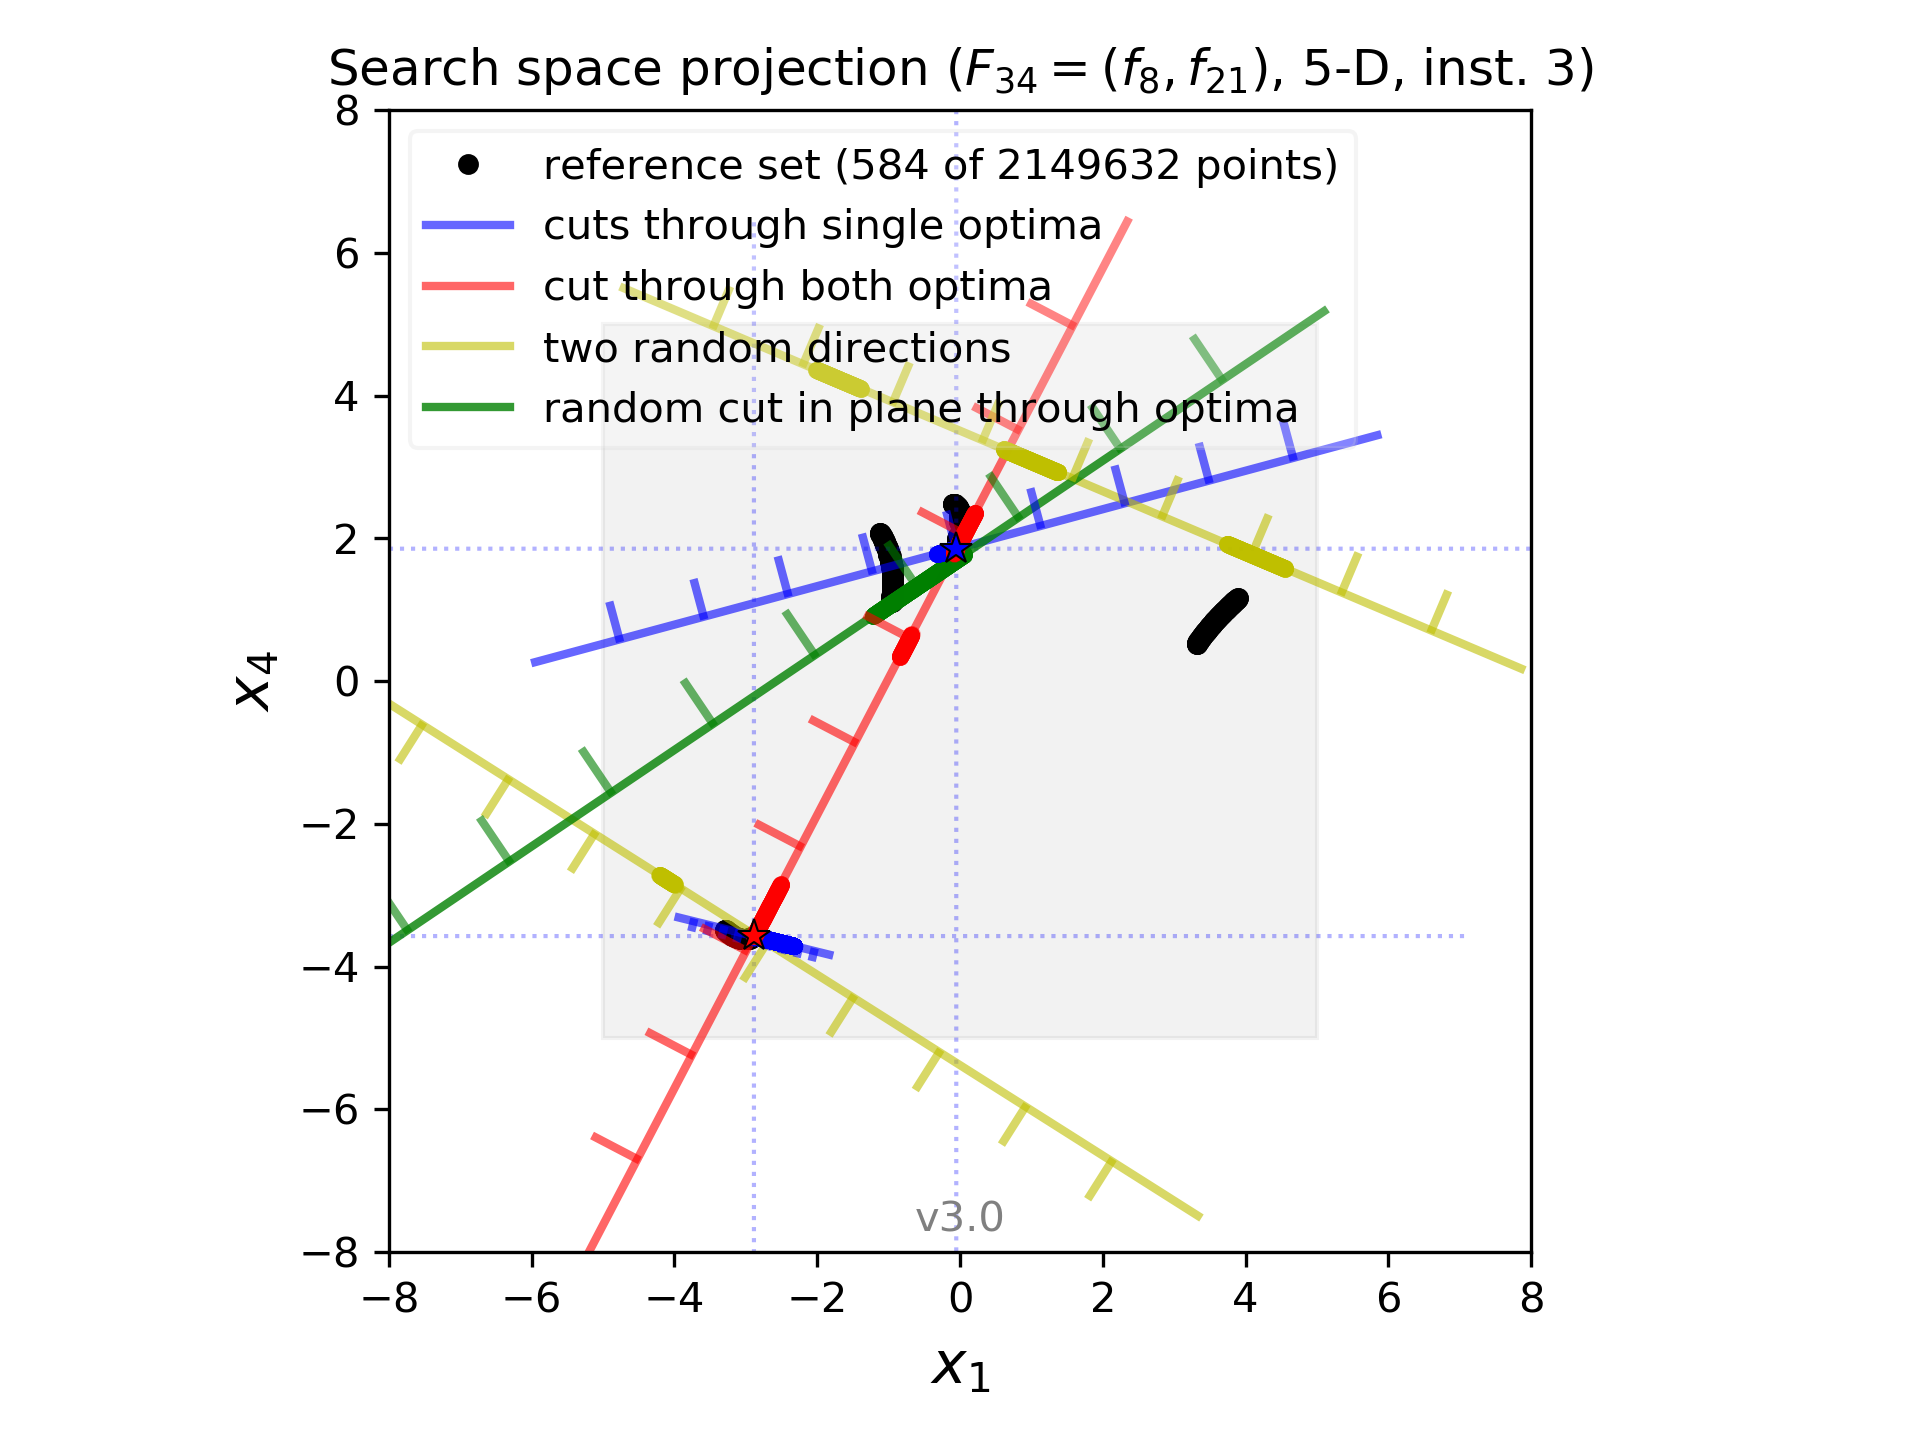 Search space projection (F₃₄ = (f₈, f₂₁), 5-D, inst. 3)
reference set (584 of 2149632 points)
cuts through single optima
cut through both optima
two random directions
random cut in plane through optima
8
6
4
2
0
−2
−4
−6
−8
x₄
v3.0
−8 −6 −4 −2 0 2 4 6 8
x₁